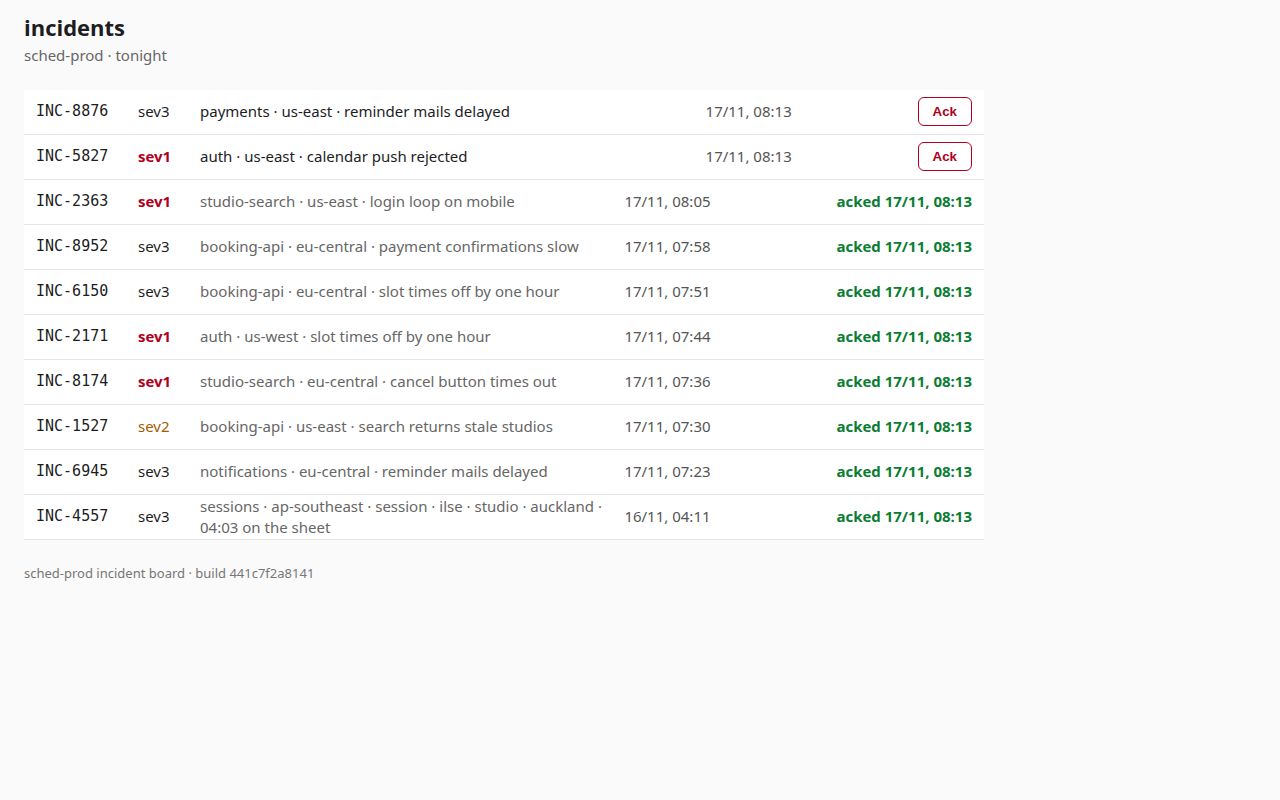 incidents
sched-prod · tonight
INC-8876 sev3 payments · us-east · reminder mails delayed 17/11, 08:13 Ack
INC-5827 sev1 auth · us-east · calendar push rejected 17/11, 08:13 Ack
INC-2363 sev1 studio-search · us-east · login loop on mobile 17/11, 08:05 acked 17/11, 08:13
INC-8952 sev3 booking-api · eu-central · payment confirmations slow 17/11, 07:58 acked 17/11, 08:13
INC-6150 sev3 booking-api · eu-central · slot times off by one hour 17/11, 07:51 acked 17/11, 08:13
INC-2171 sev1 auth · us-west · slot times off by one hour 17/11, 07:44 acked 17/11, 08:13
INC-8174 sev1 studio-search · eu-central · cancel button times out 17/11, 07:36 acked 17/11, 08:13
INC-1527 sev2 booking-api · us-east · search returns stale studios 17/11, 07:30 acked 17/11, 08:13
INC-6945 sev3 notifications · eu-central · reminder mails delayed 17/11, 07:23 acked 17/11, 08:13
INC-4557 sev3 sessions · ap-southeast · session · ilse · studio · auckland · 16/11, 04:11 acked 17/11, 08:13
04:03 on the sheet
sched-prod incident board · build 441c7f2a8141